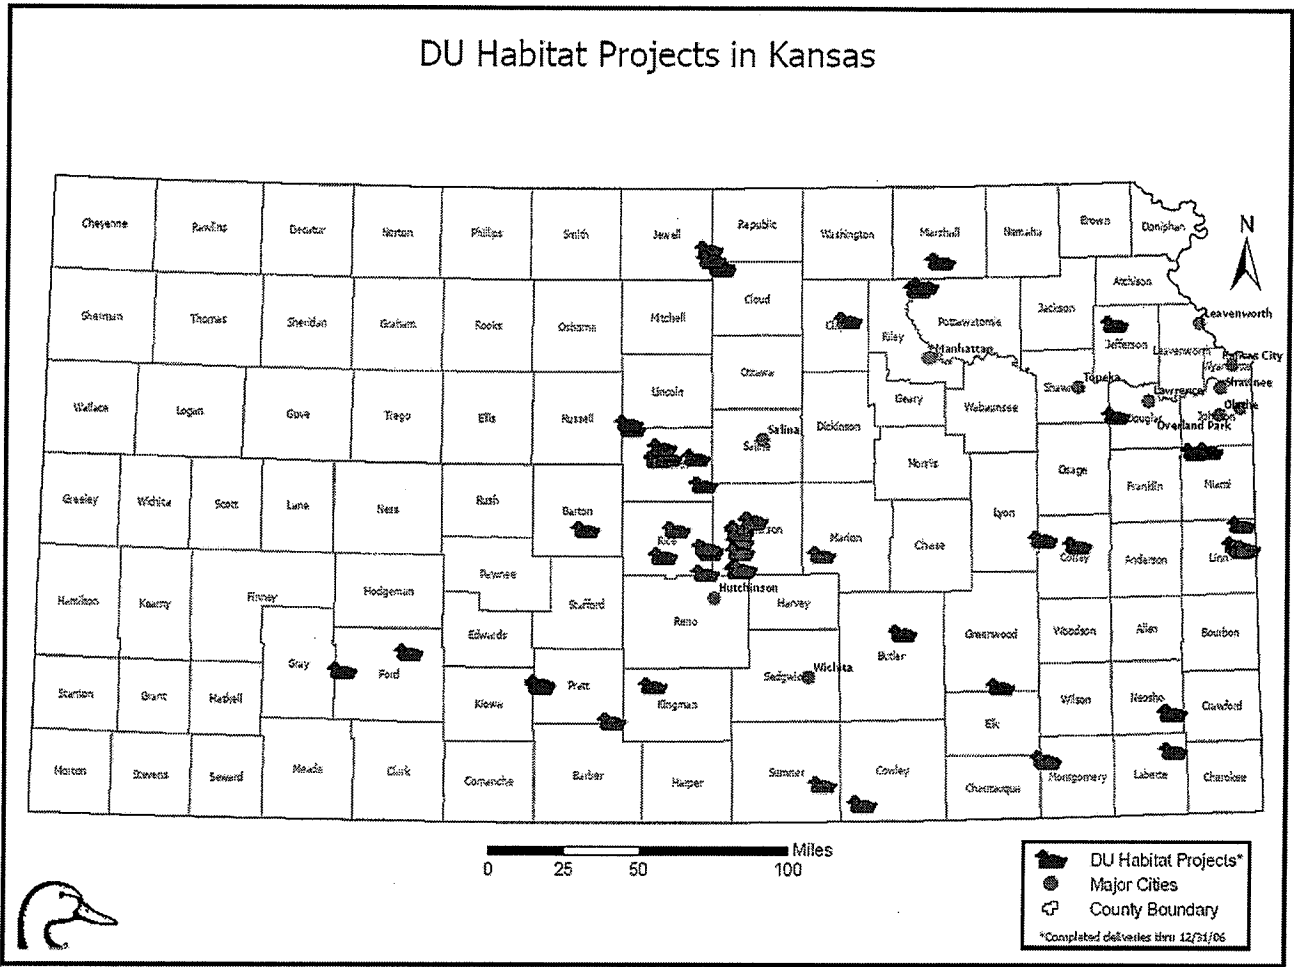 DU Habitat Projects in Kansas
N
Cheyenne
Rawlins
Decatur
Norton
Phillips
Smith
Jewell
Republic
Washington
Marshall
Nemaha
Brown
Doniphan
Atchison
Sherman
Thomas
Sheridan
Graham
Rooks
Osborne
Mitchell
Cloud
Riley
Pottawatomie
Jackson
Jefferson
Leavenworth
Leavenworth
Manhattan
Wallace
Logan
Gove
Trego
Ellis
Russell
Lincoln
Ottawa
Dickinson
Geary
Wabaunsee
Topeka
Lawrence
Shawnee
Olathe
Douglas
Overland Park
Saline
Salina
Morris
Osage
Franklin
Miami
Greeley
Wichita
Scott
Lane
Ness
Rush
Barton
Rice
Marion
Chase
Lyon
Coffey
Anderson
Linn
Hamilton
Kearny
Finney
Hodgeman
Pawnee
Stafford
Hutchinson
Reno
Harvey
Edwards
Gray
Ford
Butler
Greenwood
Woodson
Allen
Bourbon
Stanton
Grant
Haskell
Kiowa
Pratt
Kingman
Wichita
Elk
Wilson
Neosho
Crawford
Morton
Stevens
Seward
Meade
Clark
Comanche
Barber
Harper
Sumner
Cowley
Chautauqua
Montgomery
Labette
Cherokee
Miles
0 25 50 100
DU Habitat Projects*
Major Cities
County Boundary
*Completed deliveries thru 12/31/06